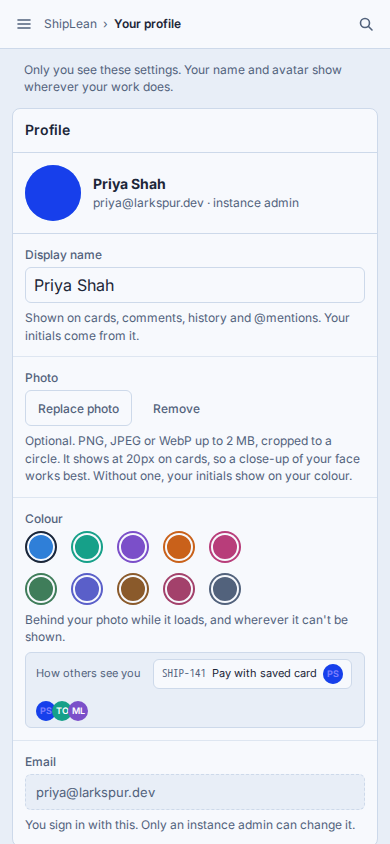 ShipLean › Your profile
Only you see these settings. Your name and avatar show
wherever your work does.
Profile
Priya Shah
priya@larkspur.dev · instance admin
Display name
Priya Shah
Shown on cards, comments, history and @mentions. Your
initials come from it.
Photo
Replace photo Remove
Optional. PNG, JPEG or WebP up to 2 MB, cropped to a
circle. It shows at 20px on cards, so a close-up of your face
works best. Without one, your initials show on your colour.
Colour
Behind your photo while it loads, and wherever it can't be
shown.
How others see you SHIP-141 Pay with saved card PS
PS TO ML
Email
priya@larkspur.dev
You sign in with this. Only an instance admin can change it.